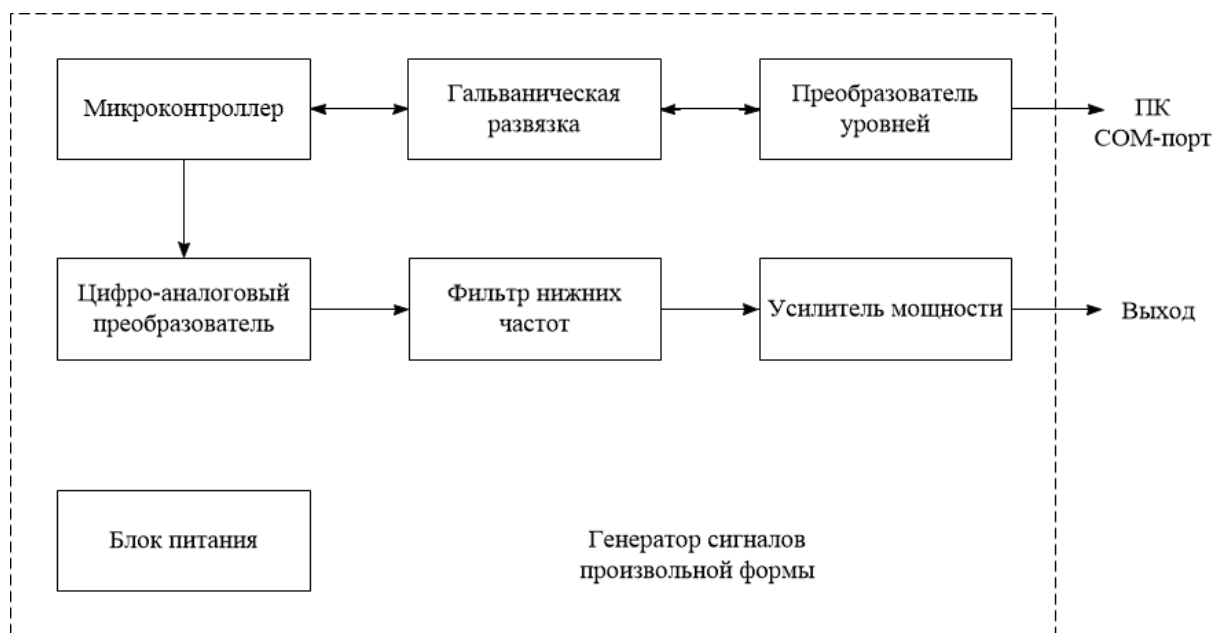 Микроконтроллер
Гальваническая
развязка
Преобразователь
уровней
ПК
COM-порт
Цифро-аналоговый
преобразователь
Фильтр нижних
частот
Усилитель мощности
Выход
Блок питания
Генератор сигналов
произвольной формы